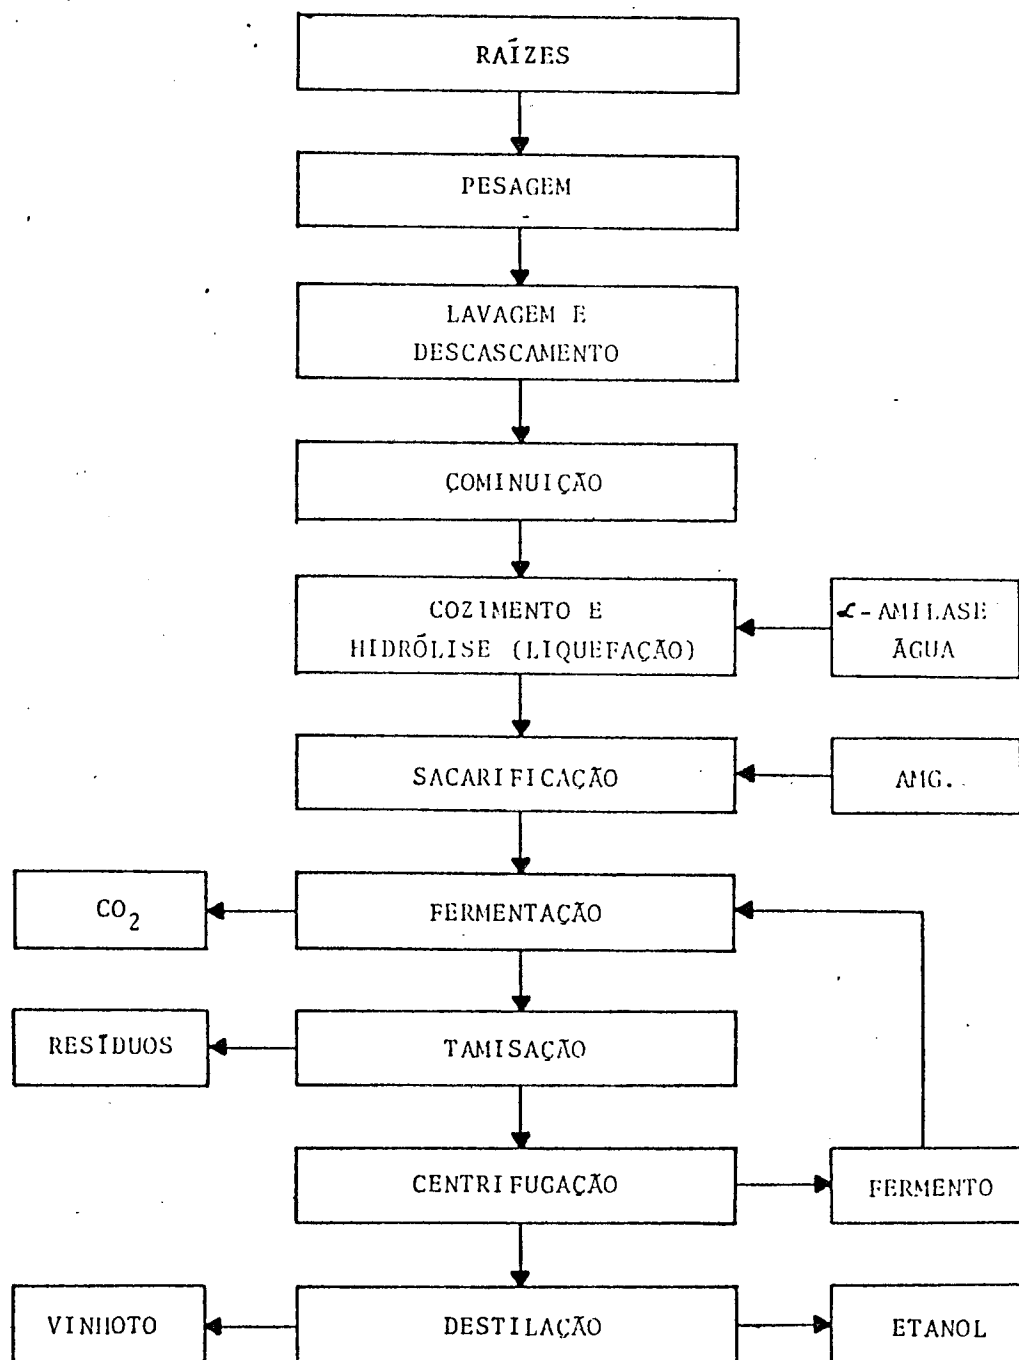 RAÍZES
PESAGEM
LAVAGEM E
DESCASCAMENTO
COMINUIÇÃO
COZIMENTO E
HIDRÓLISE (LIQUEFAÇÃO)
α-AMILASE
ÁGUA
SACARIFICAÇÃO
AMG.
CO₂
FERMENTAÇÃO
RESÍDUOS
TAMISAÇÃO
CENTRIFUGAÇÃO
FERMENTO
VINHOTO
DESTILAÇÃO
ETANOL